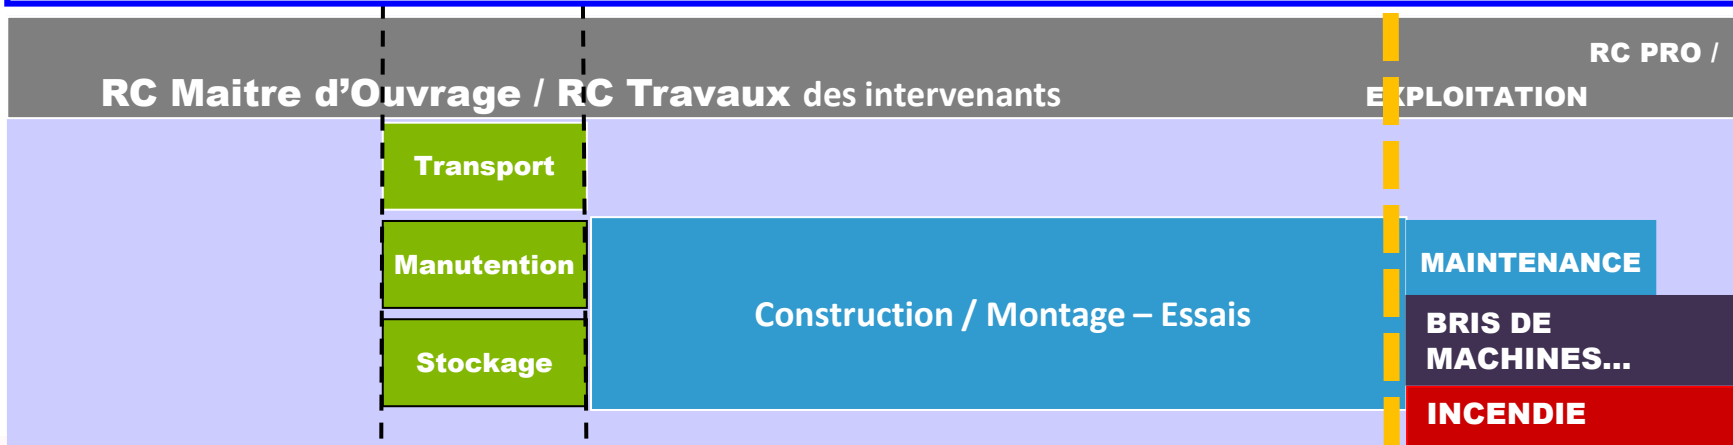 RC PRO /
RC Maitre d’Ouvrage / RC Travaux des intervenants
EXPLOITATION
Transport
Manutention
Stockage
Construction / Montage – Essais
MAINTENANCE
BRIS DE
MACHINES…
INCENDIE